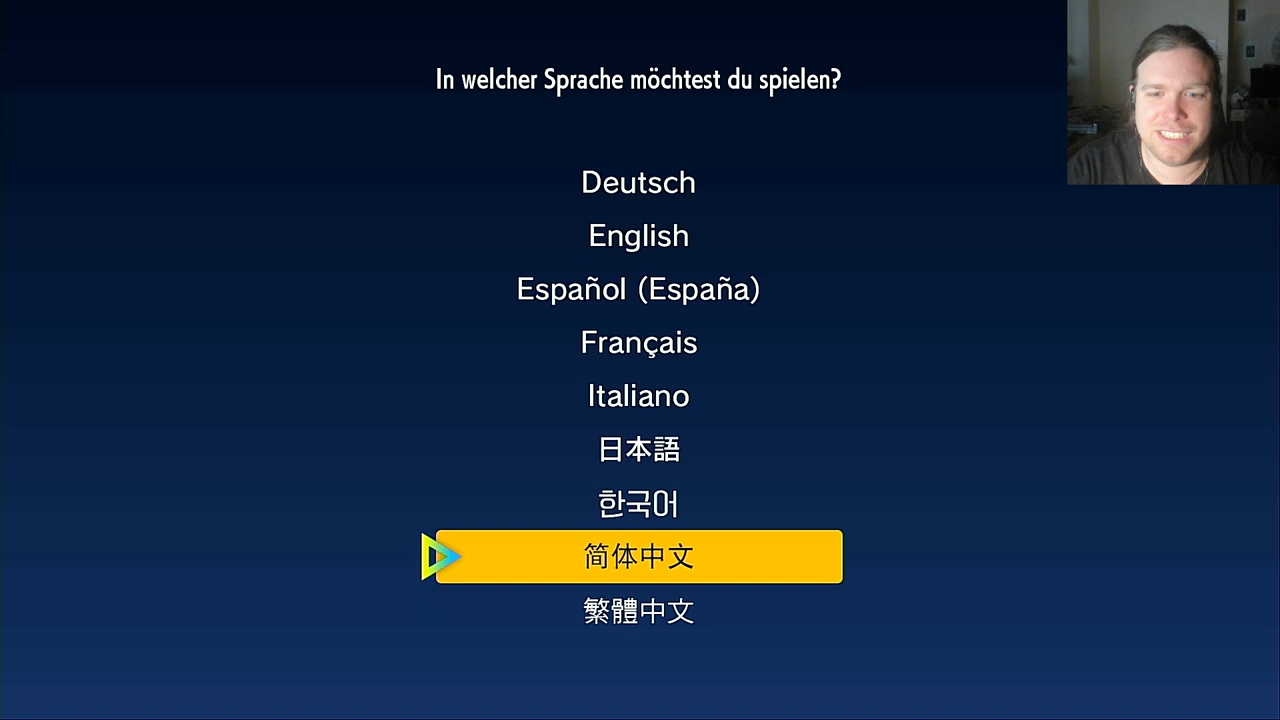 In welcher Sprache möchtest du spielen?
Deutsch
English
Español (España)
Français
Italiano
日本語
한국어
简体中文
繁體中文